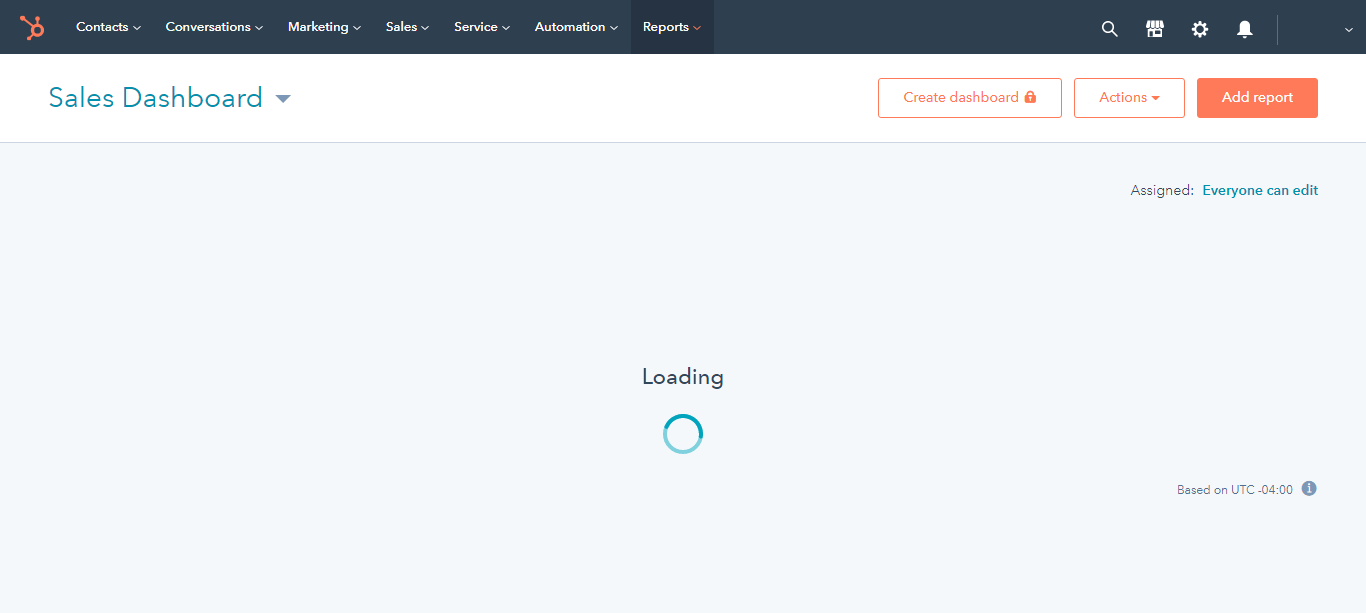 Contacts Conversations Marketing Sales Service Automation Reports
Sales Dashboard
Create dashboard
Actions
Add report
Assigned: Everyone can edit
Loading
Based on UTC -04:00